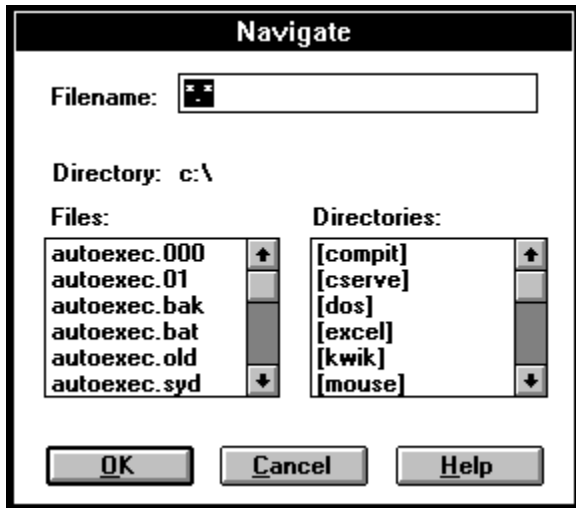 Navigate
Filename: *.*
Directory: c:\
Files:
autoexec.000
autoexec.01
autoexec.bak
autoexec.bat
autoexec.old
autoexec.syd
Directories:
[compit]
[cserve]
[dos]
[excel]
[kwik]
[mouse]
OK
Cancel
Help